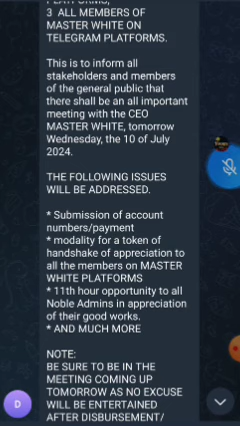 3 ALL MEMBERS OF
MASTER WHITE ON
TELEGRAM PLATFORMS.
This is to inform all
stakeholders and members
of the general public that
there shall be an all important
meeting with the CEO
MASTER WHITE, tomorrow
Wednesday, the 10 of July
2024.
THE FOLLOWING ISSUES
WILL BE ADDRESSED.
* Submission of account
numbers/payment
* modality for a token of
handshake of appreciation to
all the members on MASTER
WHITE PLATFORMS
* 11th hour opportunity to all
Noble Admins in appreciation
of their good works.
* AND MUCH MORE
NOTE:
BE SURE TO BE IN THE
MEETING COMING UP
TOMORROW AS NO EXCUSE
WILL BE ENTERTAINED
AFTER DISBURSEMENT/
D